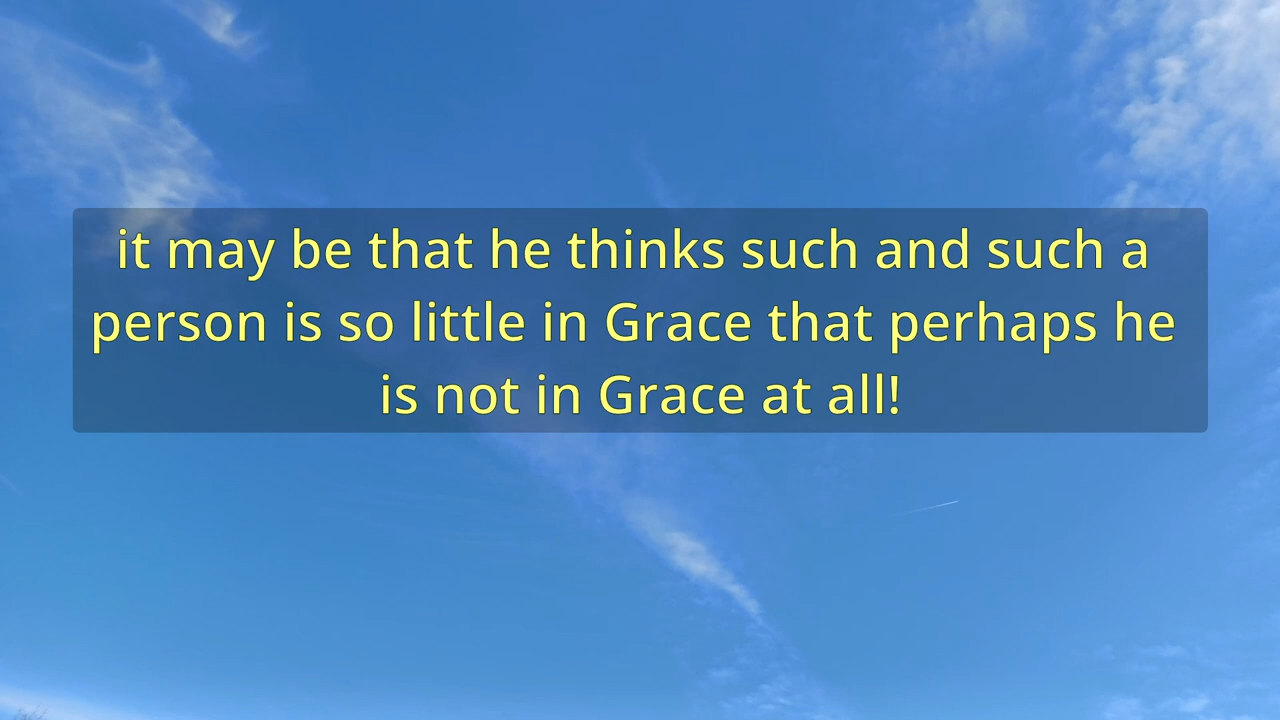 it may be that he thinks such and such a
person is so little in Grace that perhaps he
is not in Grace at all!